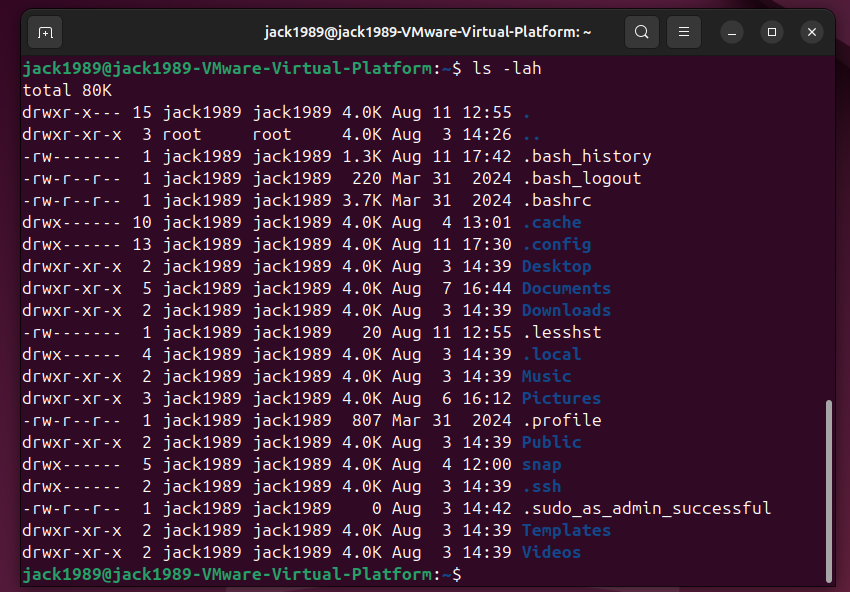 jack1989@jack1989-VMware-Virtual-Platform: ~
jack1989@jack1989-VMware-Virtual-Platform:~$ ls -lah
total 80K
drwxr-x--- 15 jack1989 jack1989 4.0K Aug 11 12:55 .
drwxr-xr-x  3 root     root     4.0K Aug  3 14:26 ..
-rw-------  1 jack1989 jack1989 1.3K Aug 11 17:42 .bash_history
-rw-r--r--  1 jack1989 jack1989  220 Mar 31  2024 .bash_logout
-rw-r--r--  1 jack1989 jack1989 3.7K Mar 31  2024 .bashrc
drwx------ 10 jack1989 jack1989 4.0K Aug  4 13:01 .cache
drwx------ 13 jack1989 jack1989 4.0K Aug 11 17:30 .config
drwxr-xr-x  2 jack1989 jack1989 4.0K Aug  3 14:39 Desktop
drwxr-xr-x  5 jack1989 jack1989 4.0K Aug  7 16:44 Documents
drwxr-xr-x  2 jack1989 jack1989 4.0K Aug  3 14:39 Downloads
-rw-------  1 jack1989 jack1989   20 Aug 11 12:55 .lesshst
drwx------  4 jack1989 jack1989 4.0K Aug  3 14:39 .local
drwxr-xr-x  2 jack1989 jack1989 4.0K Aug  3 14:39 Music
drwxr-xr-x  3 jack1989 jack1989 4.0K Aug  6 16:12 Pictures
-rw-r--r--  1 jack1989 jack1989  807 Mar 31  2024 .profile
drwxr-xr-x  2 jack1989 jack1989 4.0K Aug  3 14:39 Public
drwx------  5 jack1989 jack1989 4.0K Aug  4 12:00 snap
drwx------  2 jack1989 jack1989 4.0K Aug  3 14:39 .ssh
-rw-r--r--  1 jack1989 jack1989    0 Aug  3 14:42 .sudo_as_admin_successful
drwxr-xr-x  2 jack1989 jack1989 4.0K Aug  3 14:39 Templates
drwxr-xr-x  2 jack1989 jack1989 4.0K Aug  3 14:39 Videos
jack1989@jack1989-VMware-Virtual-Platform:~$